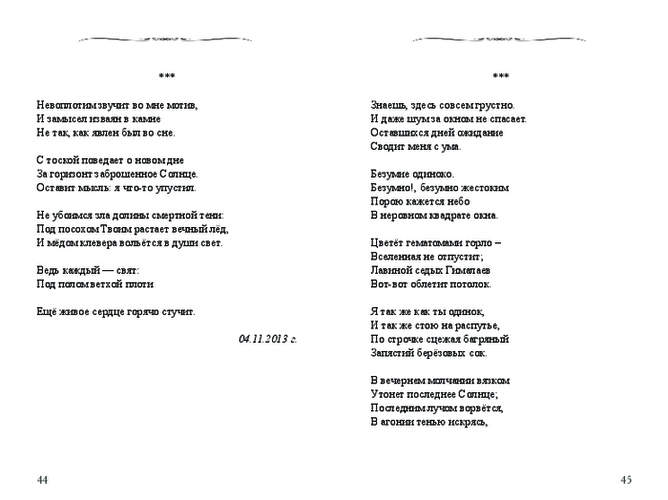 ***
Невоплотим звучит во мне мотив,
И замысел изваян в камне
Не так, как явлен был во сне.
С тоской поведает о новом дне
За горизонт заброшенное Солнце.
Оставит мысль: я что-то упустил.
Не убоимся зла долины смертной тени:
Под посохом Твоим растает вечный лёд,
И мёдом клевера вольётся в души свет.
Ведь каждый — свят:
Под полом ветхой плоти
Ещё живое сердце горячо стучит.
04.11.2013 г.
44
***
Знаешь, здесь совсем грустно.
И даже шум за окном не спасает.
Оставшихся дней ожидание
Сводит меня с ума.
Безумие одиноко.
Безумно!, безумно жестоким
Порою кажется небо
В неровном квадрате окна.
Цветёт гематомами горло –
Вселенная не отпустит;
Лавиной седых Гималаев
Вот-вот облетит потолок.
Я так же как ты одинок,
И так же стою на распутье,
По строчке сцежая багряный
Запястий берёзовых сок.
В вечернем молчании вязком
Утонет последнее Солнце;
Последним лучом ворвётся,
В агонии тенью искрясь,
45